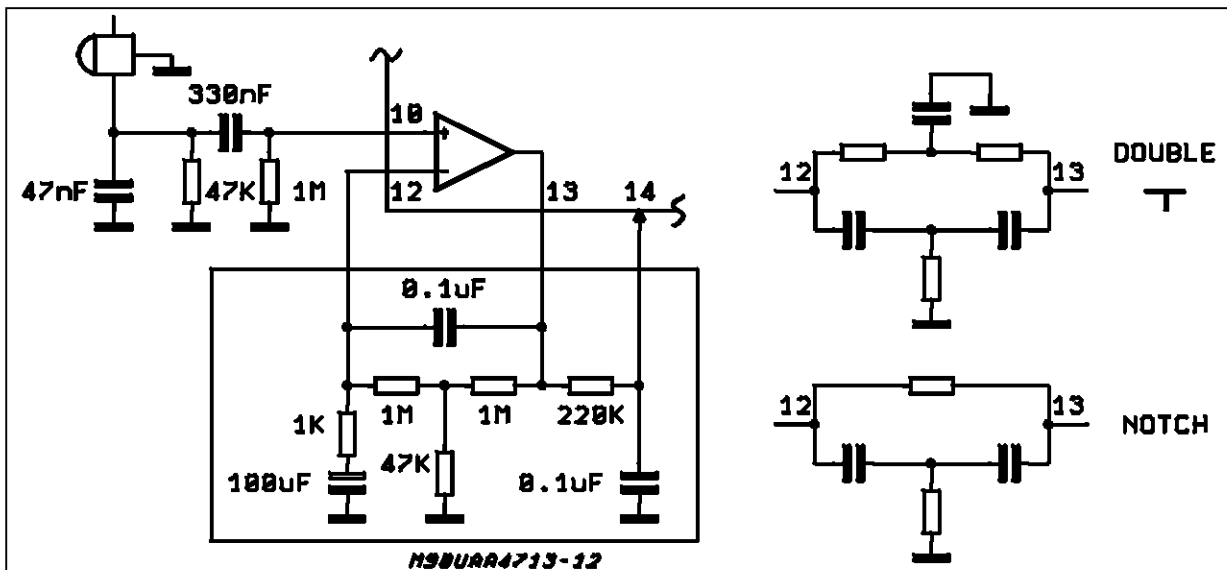 330nF
10
47nF
47K
1M
12
13
14
0.1uF
1M
1M
220K
1K
100uF
47K
0.1uF
M90UAA4713-12
12
13
DOUBLE
T
12
13
NOTCH